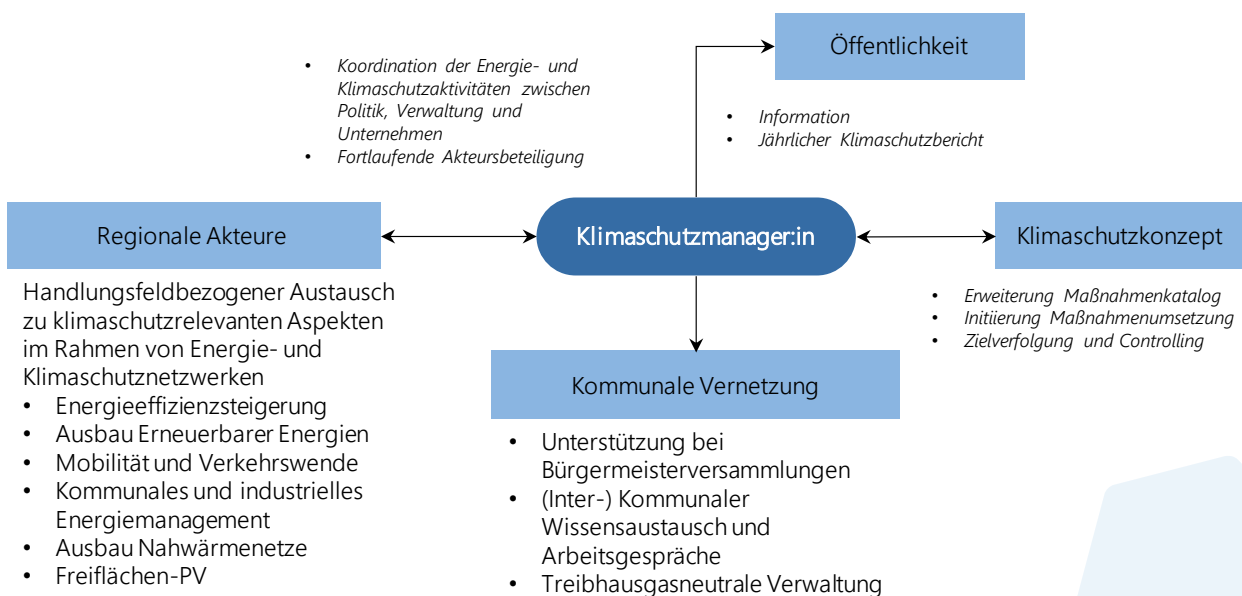 Öffentlichkeit
• Koordination der Energie- und
Klimaschutzaktivitäten zwischen
Politik, Verwaltung und
Unternehmen
• Fortlaufende Akteursbeteiligung
• Information
• Jährlicher Klimaschutzbericht
Regionale Akteure
Klimaschutzmanager:in
Klimaschutzkonzept
Handlungsfeldbezogener Austausch
zu klimaschutzrelevanten Aspekten
im Rahmen von Energie- und
Klimaschutznetzwerken
• Energieeffizienzsteigerung
• Ausbau Erneuerbarer Energien
• Mobilität und Verkehrswende
• Kommunales und industrielles
Energiemanagement
• Ausbau Nahwärmenetze
• Freiflächen-PV
• Erweiterung Maßnahmenkatalog
• Initiierung Maßnahmenumsetzung
• Zielverfolgung und Controlling
Kommunale Vernetzung
• Unterstützung bei
Bürgermeisterversammlungen
• (Inter-) Kommunaler
Wissensaustausch und
Arbeitsgespräche
• Treibhausgasneutrale Verwaltung